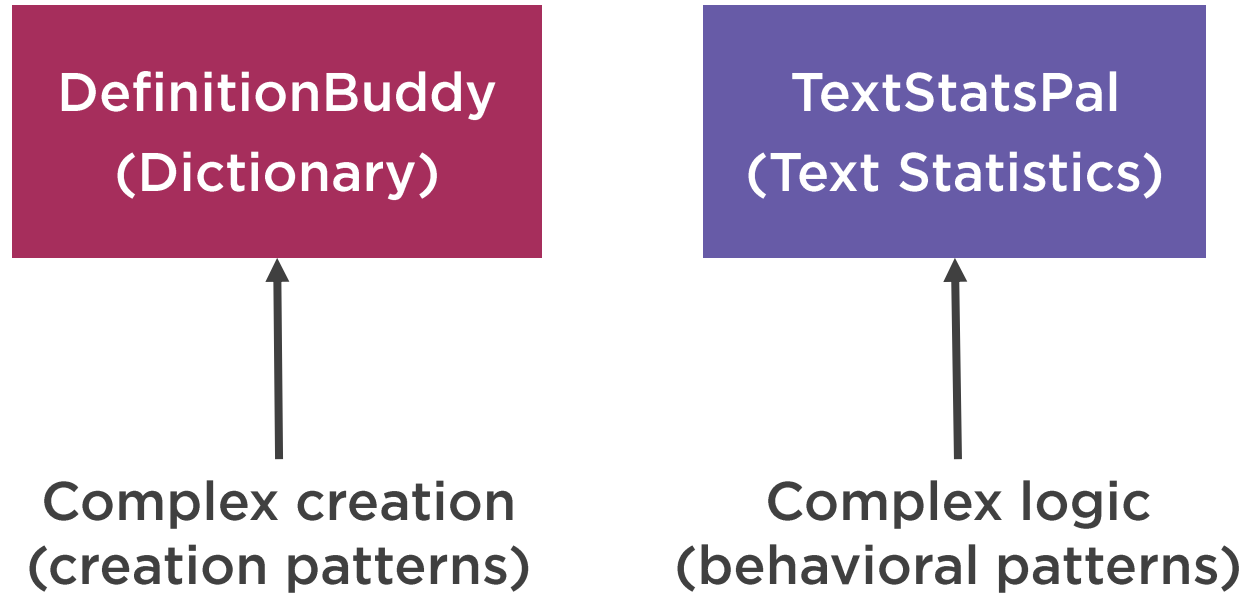 DefinitionBuddy
(Dictionary)
TextStatsPal
(Text Statistics)
Complex creation
(creation patterns)
Complex logic
(behavioral patterns)